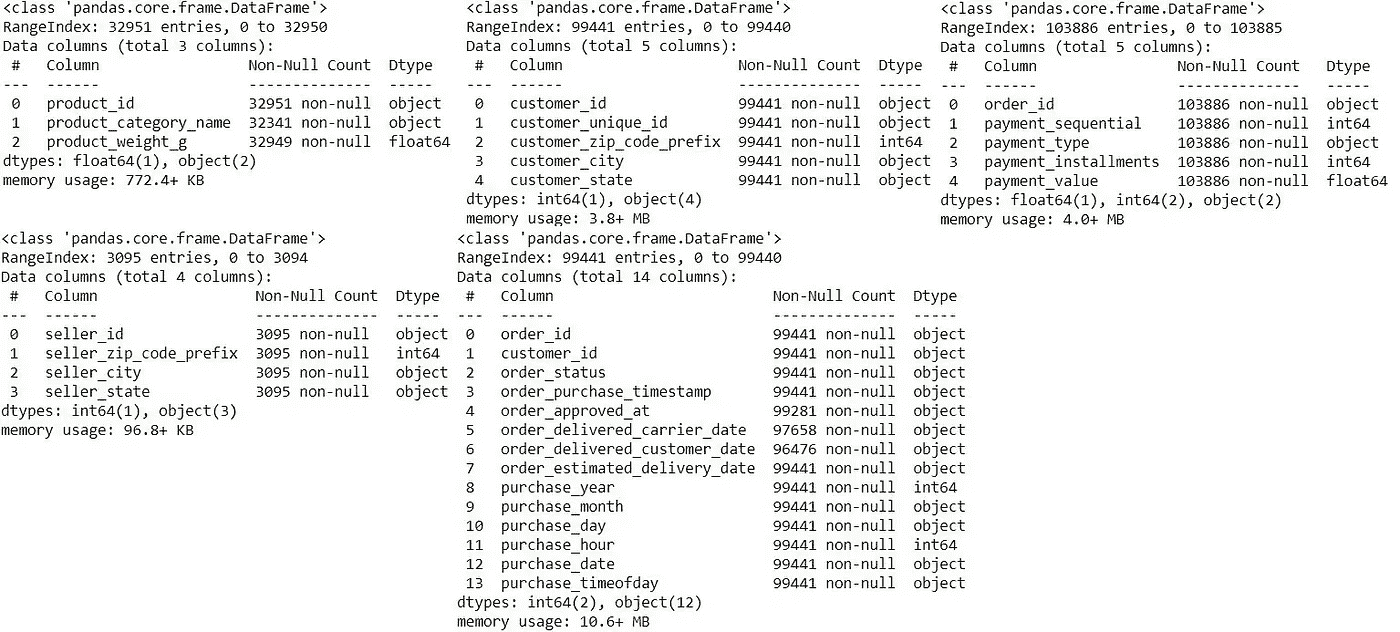 <class 'pandas.core.frame.DataFrame'>
RangeIndex: 32951 entries, 0 to 32950
Data columns (total 3 columns):
 #   Column                 Non-Null Count  Dtype
---  ------                 --------------  -----
 0   product_id             32951 non-null  object
 1   product_category_name  32341 non-null  object
 2   product_weight_g       32949 non-null  float64
dtypes: float64(1), object(2)
memory usage: 772.4+ KB
<class 'pandas.core.frame.DataFrame'>
RangeIndex: 99441 entries, 0 to 99440
Data columns (total 5 columns):
 #   Column                    Non-Null Count  Dtype
---  ------                    --------------  -----
 0   customer_id               99441 non-null  object
 1   customer_unique_id        99441 non-null  object
 2   customer_zip_code_prefix  99441 non-null  int64
 3   customer_city             99441 non-null  object
 4   customer_state            99441 non-null  object
dtypes: int64(1), object(4)
memory usage: 3.8+ MB
<class 'pandas.core.frame.DataFrame'>
RangeIndex: 103886 entries, 0 to 103885
Data columns (total 5 columns):
 #   Column                Non-Null Count   Dtype
---  ------                --------------   -----
 0   order_id              103886 non-null  object
 1   payment_sequential    103886 non-null  int64
 2   payment_type          103886 non-null  object
 3   payment_installments  103886 non-null  int64
 4   payment_value         103886 non-null  float64
dtypes: float64(1), int64(2), object(2)
memory usage: 4.0+ MB
<class 'pandas.core.frame.DataFrame'>
RangeIndex: 3095 entries, 0 to 3094
Data columns (total 4 columns):
 #   Column                  Non-Null Count  Dtype
---  ------                  --------------  -----
 0   seller_id               3095 non-null   object
 1   seller_zip_code_prefix  3095 non-null   int64
 2   seller_city             3095 non-null   object
 3   seller_state            3095 non-null   object
dtypes: int64(1), object(3)
memory usage: 96.8+ KB
<class 'pandas.core.frame.DataFrame'>
RangeIndex: 99441 entries, 0 to 99440
Data columns (total 14 columns):
 #   Column                         Non-Null Count  Dtype
---  ------                         --------------  -----
 0   order_id                       99441 non-null  object
 1   customer_id                    99441 non-null  object
 2   order_status                   99441 non-null  object
 3   order_purchase_timestamp       99441 non-null  object
 4   order_approved_at              99281 non-null  object
 5   order_delivered_carrier_date   97658 non-null  object
 6   order_delivered_customer_date  96476 non-null  object
 7   order_estimated_delivery_date  99441 non-null  object
 8   purchase_year                  99441 non-null  int64
 9   purchase_month                 99441 non-null  object
 10  purchase_day                   99441 non-null  object
 11  purchase_hour                  99441 non-null  int64
 12  purchase_date                  99441 non-null  object
 13  purchase_timeofday             99441 non-null  object
dtypes: int64(2), object(12)
memory usage: 10.6+ MB